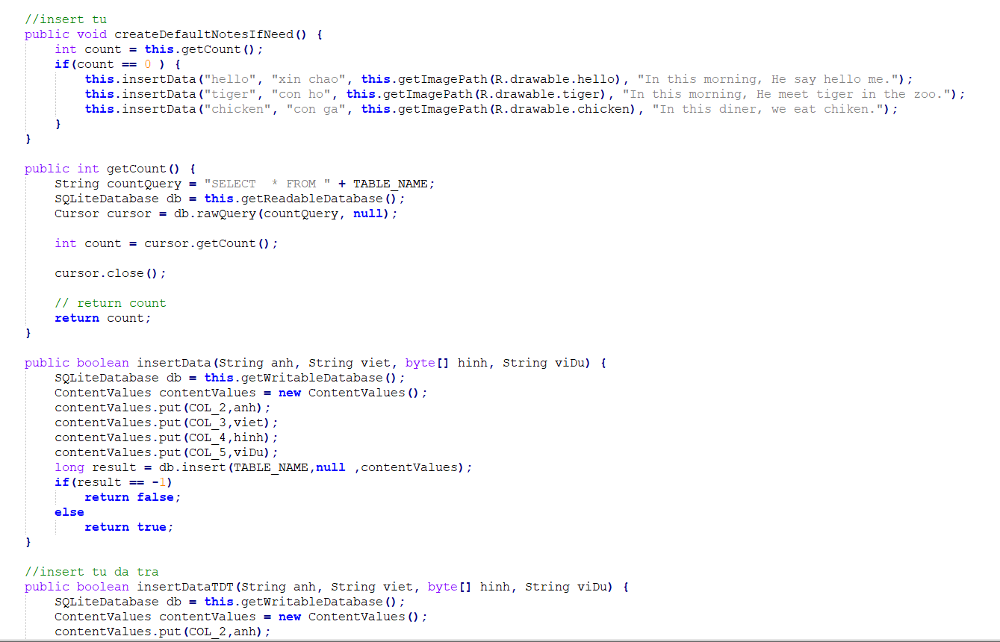 //insert tu
public void createDefaultNotesIfNeed() {
    int count = this.getCount();
    if(count == 0 ) {
        this.insertData("hello", "xin chao", this.getImagePath(R.drawable.hello), "In this morning, He say hello me.");
        this.insertData("tiger", "con ho", this.getImagePath(R.drawable.tiger), "In this morning, He meet tiger in the zoo.");
        this.insertData("chicken", "con ga", this.getImagePath(R.drawable.chicken), "In this diner, we eat chiken.");
    }
}

public int getCount() {
    String countQuery = "SELECT  * FROM " + TABLE_NAME;
    SQLiteDatabase db = this.getReadableDatabase();
    Cursor cursor = db.rawQuery(countQuery, null);

    int count = cursor.getCount();

    cursor.close();

    // return count
    return count;
}

public boolean insertData(String anh, String viet, byte[] hinh, String viDu) {
    SQLiteDatabase db = this.getWritableDatabase();
    ContentValues contentValues = new ContentValues();
    contentValues.put(COL_2,anh);
    contentValues.put(COL_3,viet);
    contentValues.put(COL_4,hinh);
    contentValues.put(COL_5,viDu);
    long result = db.insert(TABLE_NAME,null ,contentValues);
    if(result == -1)
        return false;
    else
        return true;
}

//insert tu da tra
public boolean insertDataTDT(String anh, String viet, byte[] hinh, String viDu) {
    SQLiteDatabase db = this.getWritableDatabase();
    ContentValues contentValues = new ContentValues();
    contentValues.put(COL_2,anh);